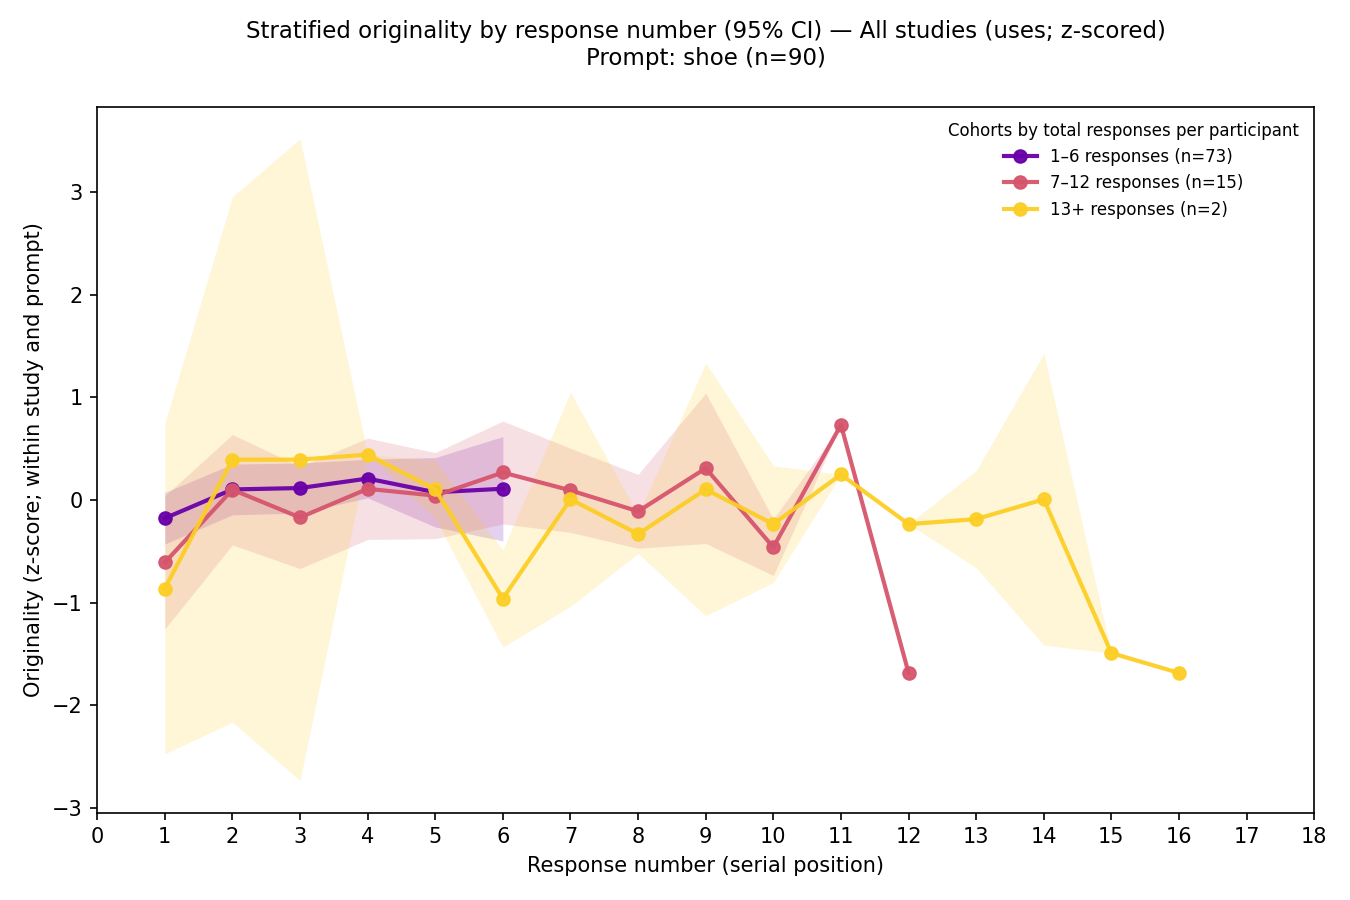 Stratified originality by response number (95% CI) — All studies (uses; z-scored)
Prompt: shoe (n=90)
Cohorts by total responses per participant
1–6 responses (n=73)
7–12 responses (n=15)
13+ responses (n=2)
Originality (z-score; within study and prompt)
3
2
1
0
−1
−2
−3
0 1 2 3 4 5 6 7 8 9 10 11 12 13 14 15 16 17 18
Response number (serial position)